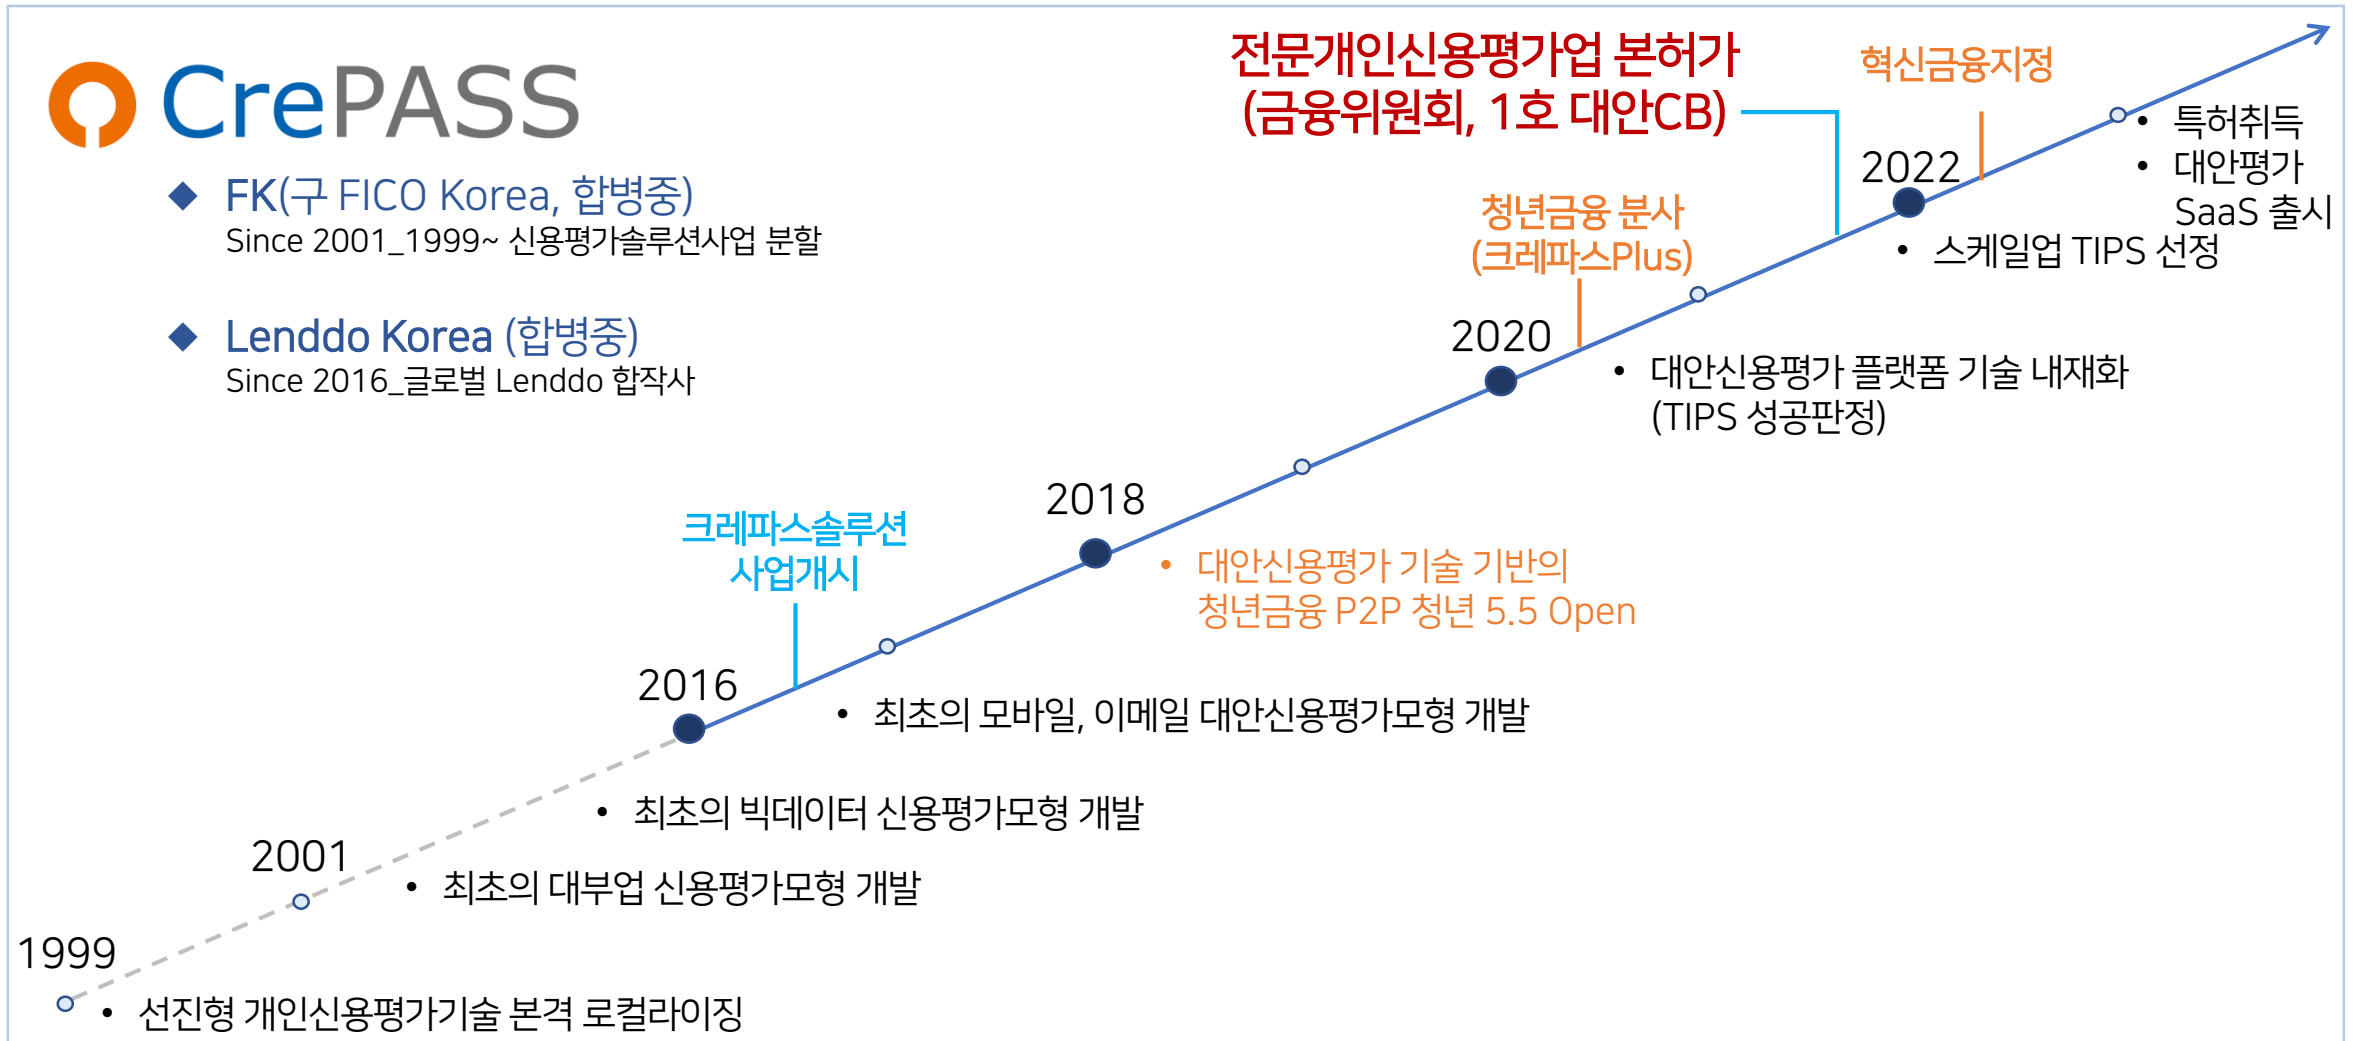 CrePASS
◆ FK(구 FICO Korea, 합병중)
Since 2001_1999~ 신용평가솔루션사업 분할
◆ Lenddo Korea (합병중)
Since 2016_글로벌 Lenddo 합작사
전문개인신용평가업 본허가
(금융위원회, 1호 대안CB)
혁신금융지정
• 특허취득
• 대안평가
SaaS 출시
2022
• 스케일업 TIPS 선정
청년금융 분사
(크레파스Plus)
2020
• 대안신용평가 플랫폼 기술 내재화
(TIPS 성공판정)
2018
• 대안신용평가 기술 기반의
청년금융 P2P 청년 5.5 Open
크레파스솔루션
사업개시
2016
• 최초의 모바일, 이메일 대안신용평가모형 개발
• 최초의 빅데이터 신용평가모형 개발
2001
• 최초의 대부업 신용평가모형 개발
1999
• 선진형 개인신용평가기술 본격 로컬라이징